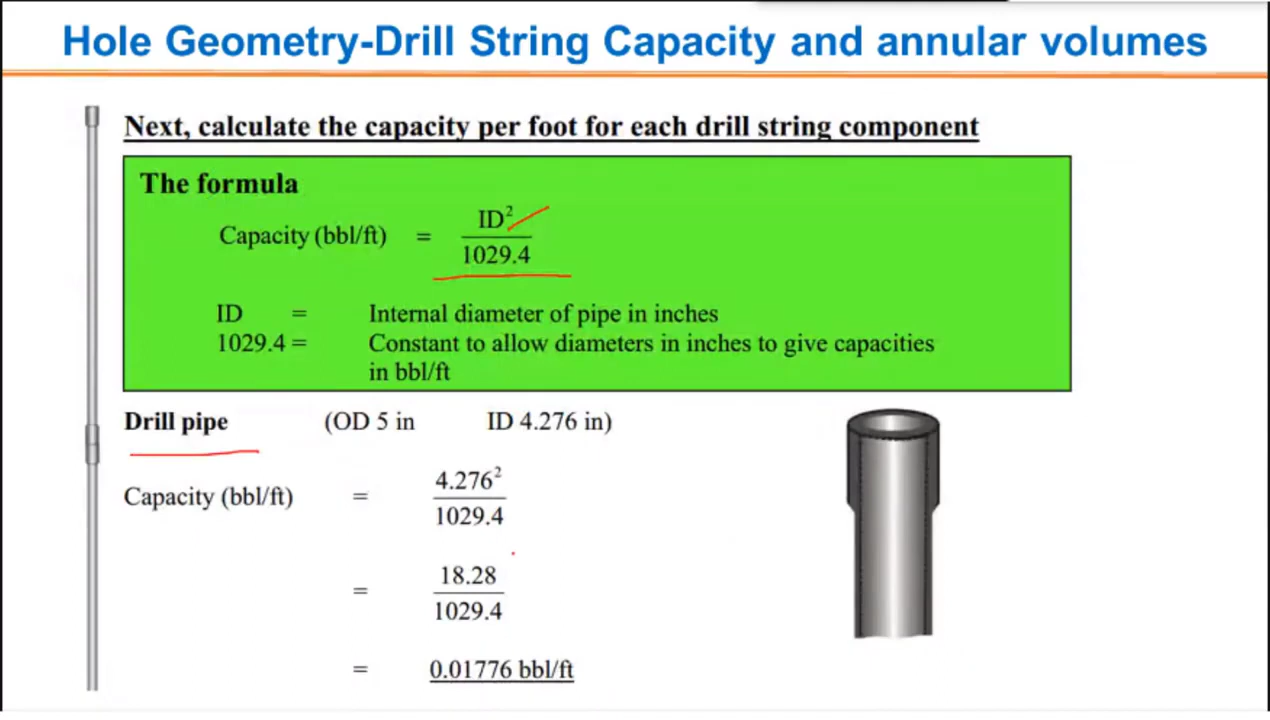 Hole Geometry-Drill String Capacity and annular volumes
Next, calculate the capacity per foot for each drill string component
The formula
Capacity (bbl/ft) = ID²
1029.4
ID = Internal diameter of pipe in inches
1029.4 = Constant to allow diameters in inches to give capacities
in bbl/ft
Drill pipe (OD 5 in ID 4.276 in)
Capacity (bbl/ft) = 4.276²
1029.4
= 18.28
1029.4
= 0.01776 bbl/ft